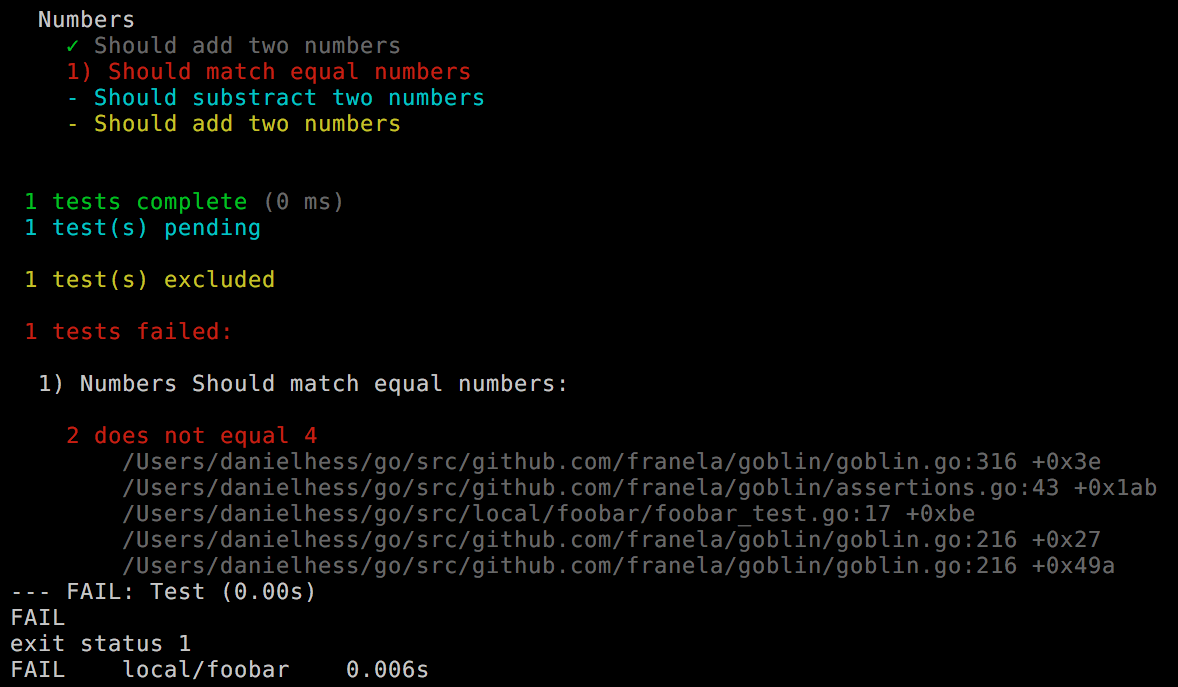 Numbers
✓ Should add two numbers
1) Should match equal numbers
- Should substract two numbers
- Should add two numbers
1 tests complete (0 ms)
1 test(s) pending
1 test(s) excluded
1 tests failed:
1) Numbers Should match equal numbers:
2 does not equal 4
/Users/danielhess/go/src/github.com/franela/goblin/goblin.go:316 +0x3e
/Users/danielhess/go/src/github.com/franela/goblin/assertions.go:43 +0x1ab
/Users/danielhess/go/src/local/foobar/foobar_test.go:17 +0xbe
/Users/danielhess/go/src/github.com/franela/goblin/goblin.go:216 +0x27
/Users/danielhess/go/src/github.com/franela/goblin/goblin.go:216 +0x49a
--- FAIL: Test (0.00s)
FAIL
exit status 1
FAIL    local/foobar    0.006s